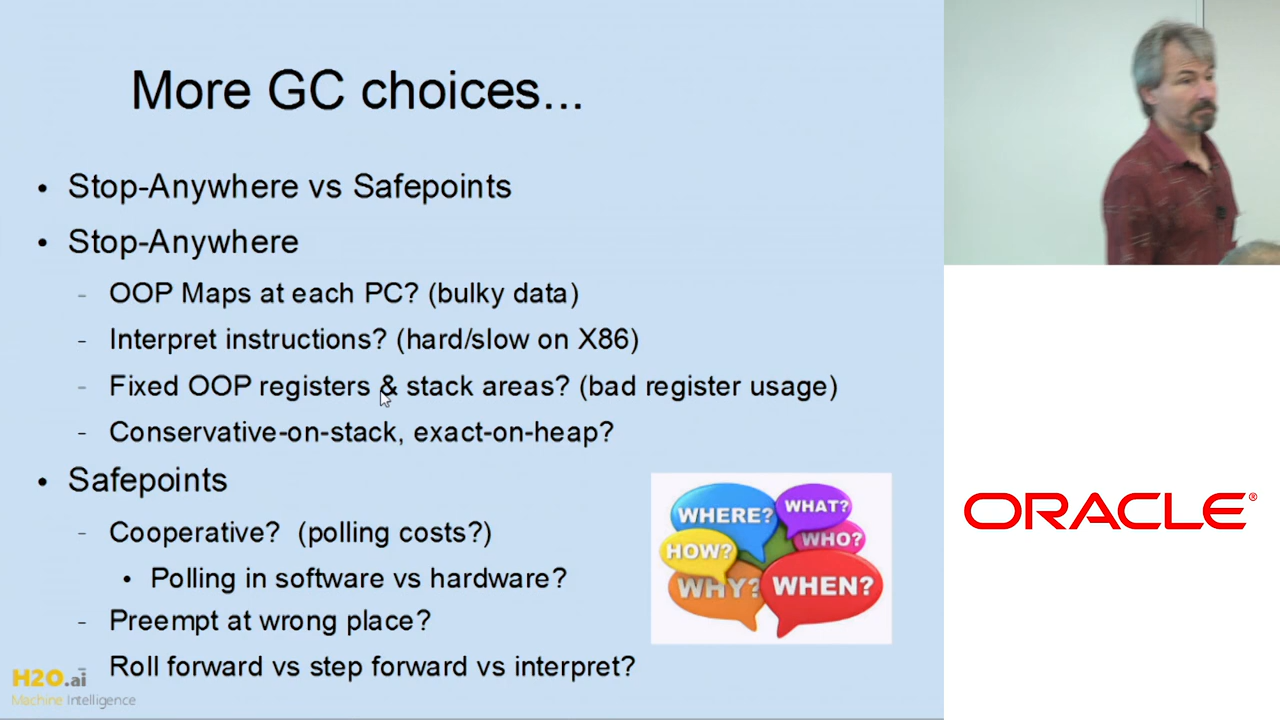 More GC choices...
• Stop-Anywhere vs Safepoints
• Stop-Anywhere
- OOP Maps at each PC? (bulky data)
- Interpret instructions? (hard/slow on X86)
- Fixed OOP registers & stack areas? (bad register usage)
- Conservative-on-stack, exact-on-heap?
• Safepoints
- Cooperative?  (polling costs?)
• Polling in software vs hardware?
- Preempt at wrong place?
- Roll forward vs step forward vs interpret?
WHERE?
WHAT?
HOW?
WHO?
WHY?
WHEN?
H2O.ai
Machine Intelligence
ORACLE®